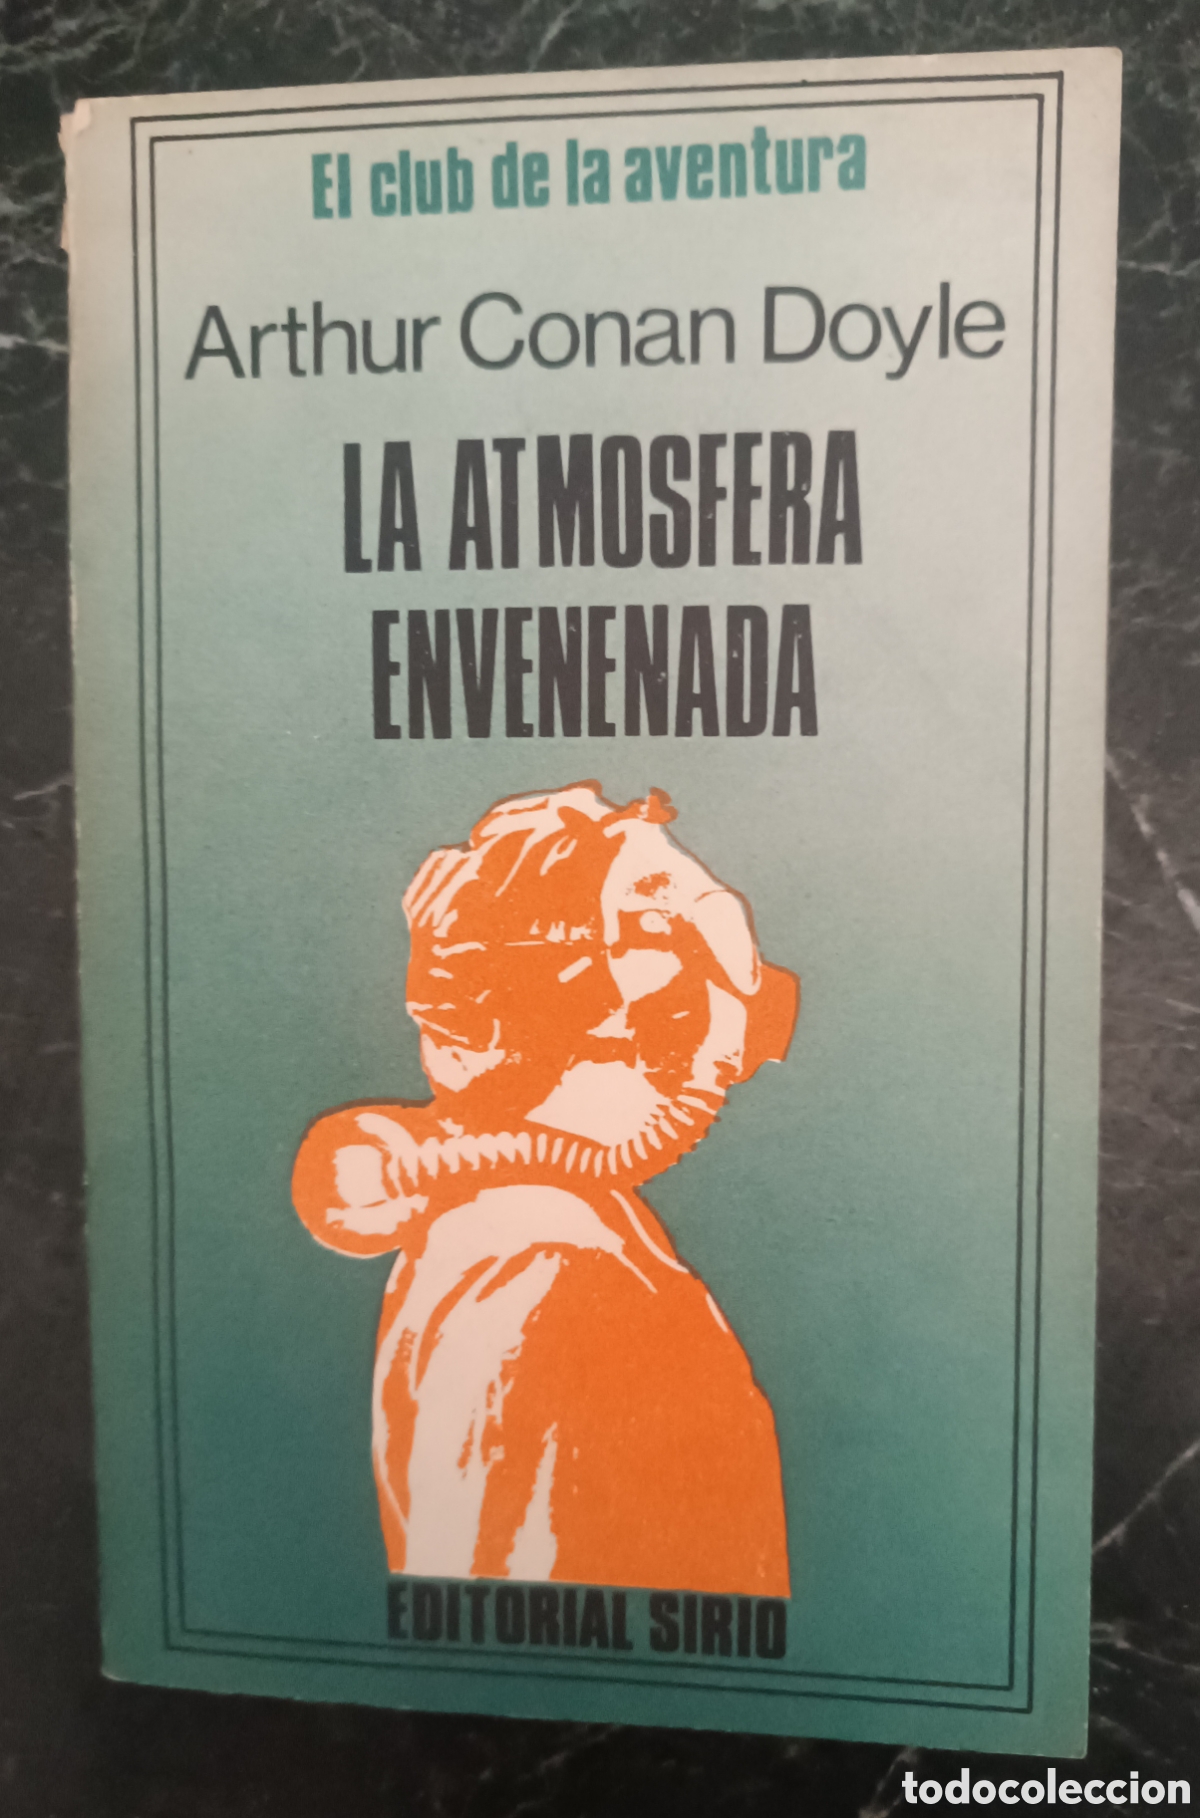 El club de la aventura
Arthur Conan Doyle
LA ATMOSFERA
ENVENENADA
EDITORIAL SIRIO
todocoleccion